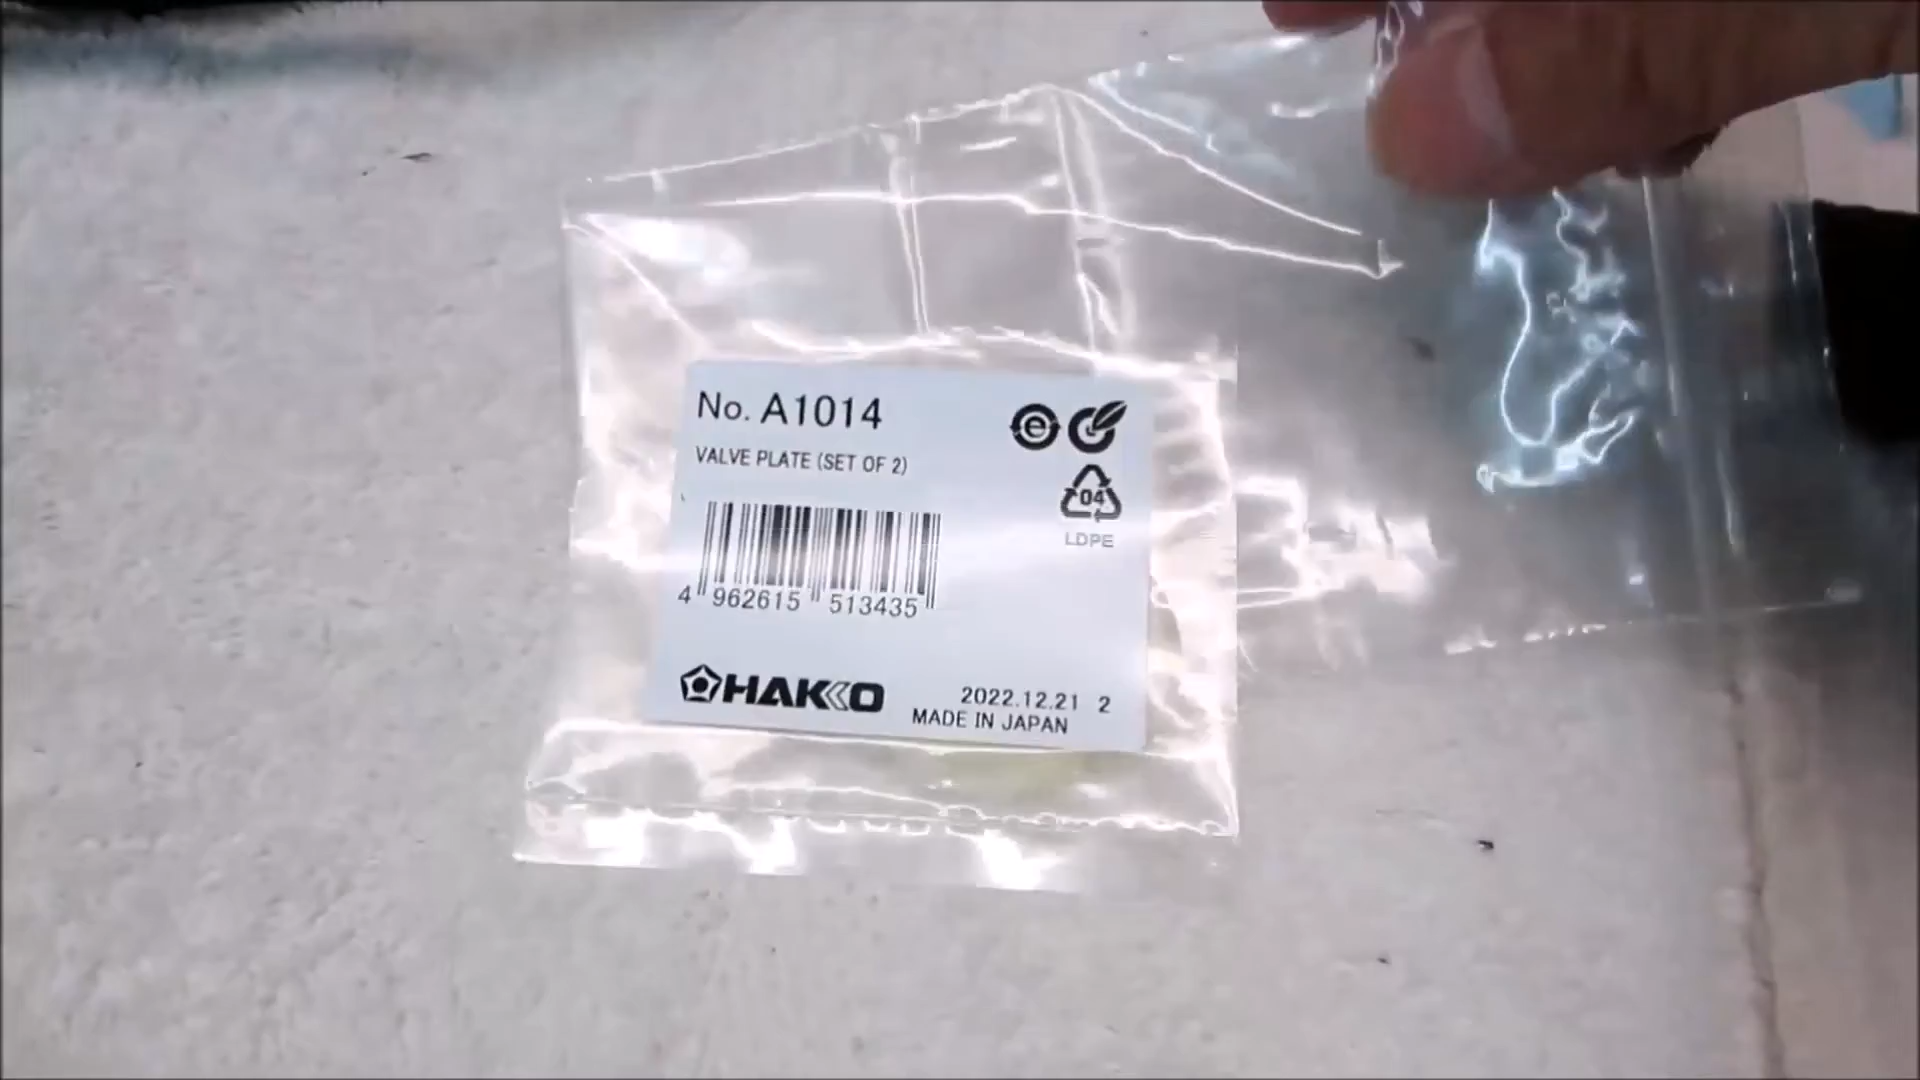 No. A1014
VALVE PLATE (SET OF 2)
e
04
LDPE
4 962615 513435
HAKKO
2022.12.21 2
MADE IN JAPAN